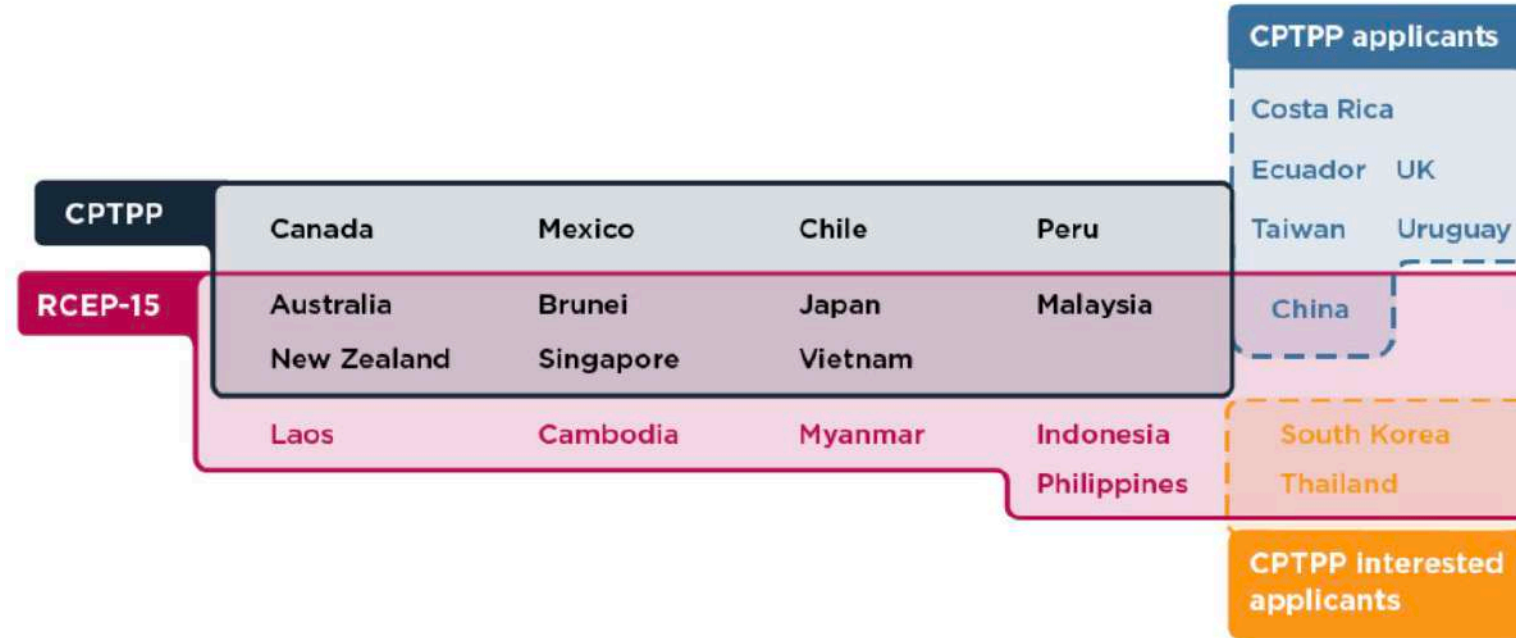 CPTPP applicants
Costa Rica
Ecuador UK
CPTPP Canada Mexico Chile Peru Taiwan Uruguay
RCEP-15 Australia Brunei Japan Malaysia China
New Zealand Singapore Vietnam
Laos Cambodia Myanmar Indonesia South Korea
Philippines Thailand
CPTPP interested
applicants